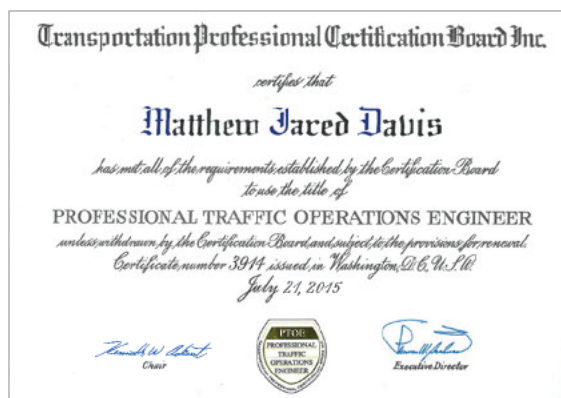 Transportation Professional Certification Board Inc.
certifies that
Matthew Jared Davis
has met all of the requirements established by the Certification Board
to use the title of
PROFESSIONAL TRAFFIC OPERATIONS ENGINEER
unless withdrawn by the Certification Board and subject to the provisions for renewal.
Certificate number 3914 issued in Washington, D.C. U.S.A.
July 21, 2015
Kenneth W
Chair
Executive Director
PTOE
PROFESSIONAL
TRAFFIC
OPERATIONS
ENGINEER